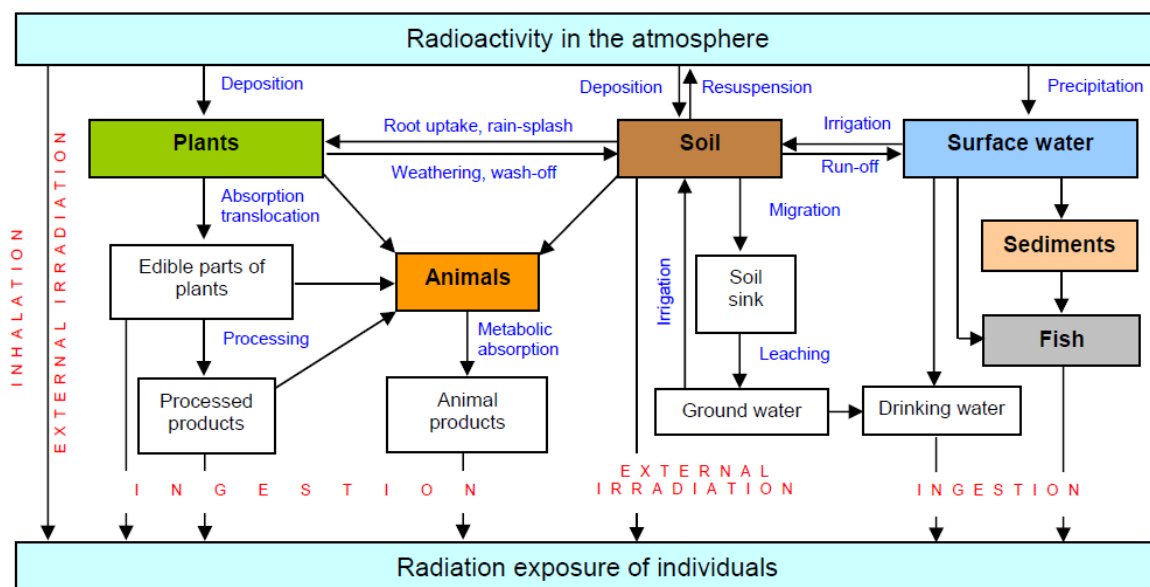 Radioactivity in the atmosphere
Deposition
Deposition
Resuspension
Precipitation
Plants
Root uptake, rain-splash
Weathering, wash-off
Soil
Irrigation
Run-off
Surface water
Absorption
translocation
Migration
Sediments
Edible parts of
plants
Animals
Soil
sink
Irrigation
Processing
Metabolic
absorption
Leaching
Fish
Processed
products
Animal
products
Ground water
Drinking water
INHALATION
EXTERNAL IRRADIATION
INGESTION
EXTERNAL
IRRADIATION
INGESTION
Radiation exposure of individuals